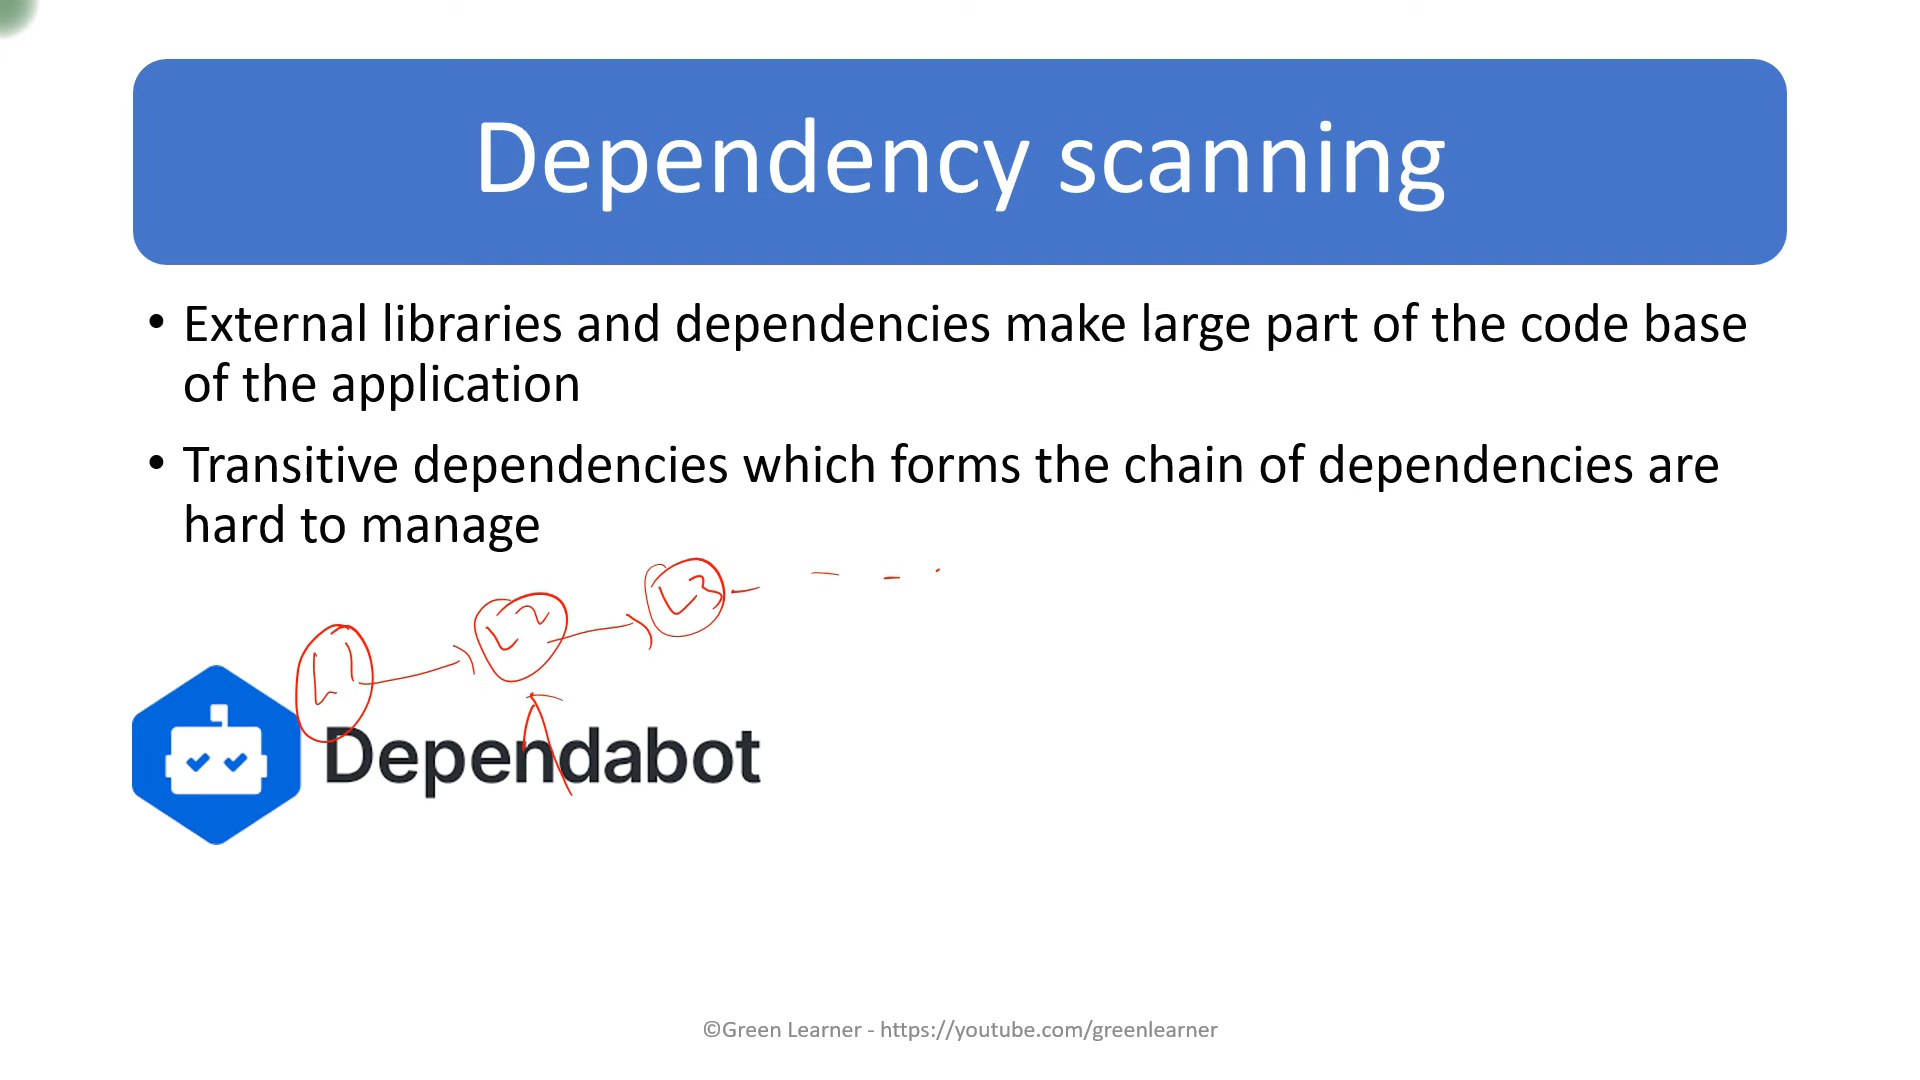 Dependency scanning
• External libraries and dependencies make large part of the code base
of the application
• Transitive dependencies which forms the chain of dependencies are
hard to manage
L1 L2 L3
Dependabot
©Green Learner - https://youtube.com/greenlearner